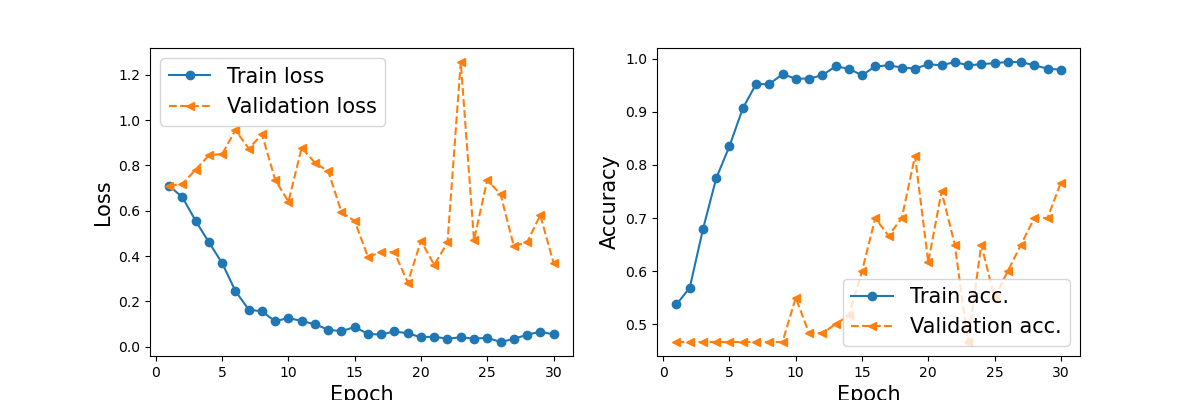 Train loss
Validation loss
Loss
0.0
0.2
0.4
0.6
0.8
1.0
1.2
0 5 10 15 20 25 30
Epoch
Train acc.
Validation acc.
Accuracy
0.5
0.6
0.7
0.8
0.9
1.0
0 5 10 15 20 25 30
Epoch